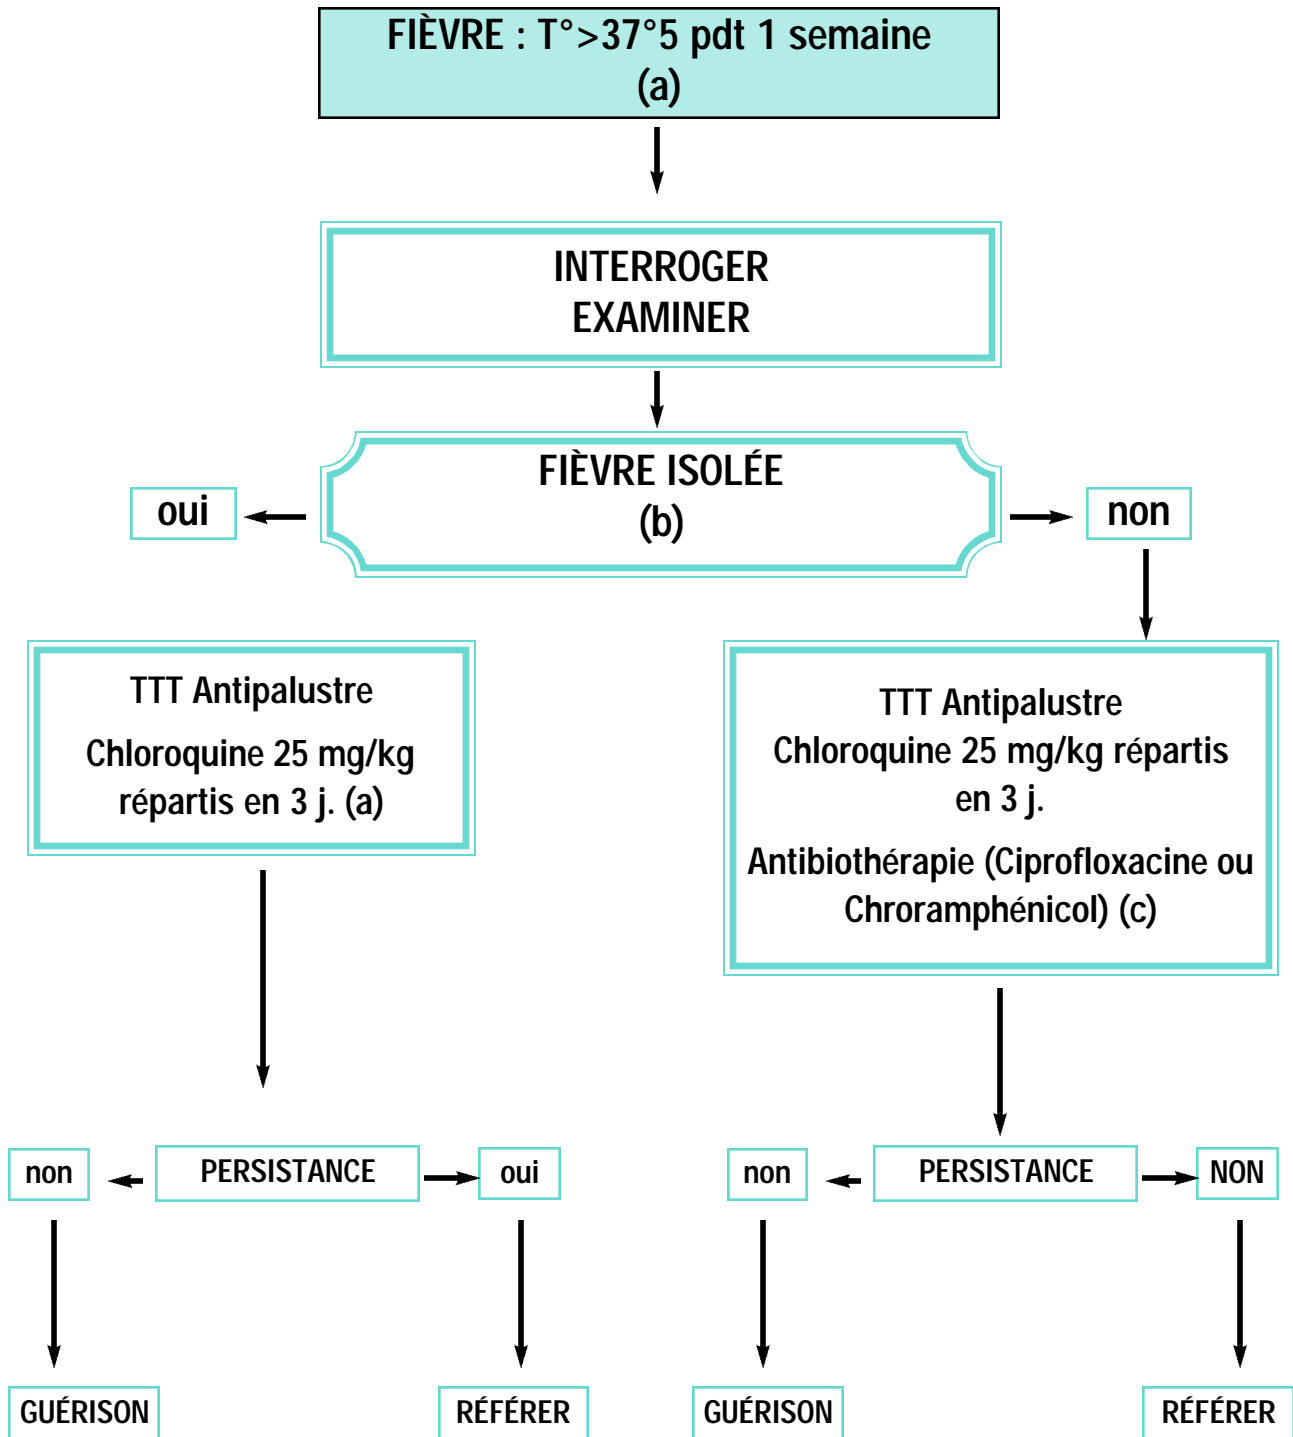 FIÈVRE : T°>37°5 pdt 1 semaine
(a)
INTERROGER
EXAMINER
FIÈVRE ISOLÉE
(b)
oui
non
TTT Antipalustre
Chloroquine 25 mg/kg
répartis en 3 j. (a)
TTT Antipalustre
Chloroquine 25 mg/kg répartis
en 3 j.
Antibiothérapie (Ciprofloxacine ou
Chroramphénicol) (c)
non
PERSISTANCE
oui
non
PERSISTANCE
NON
GUÉRISON
RÉFÉRER
GUÉRISON
RÉFÉRER